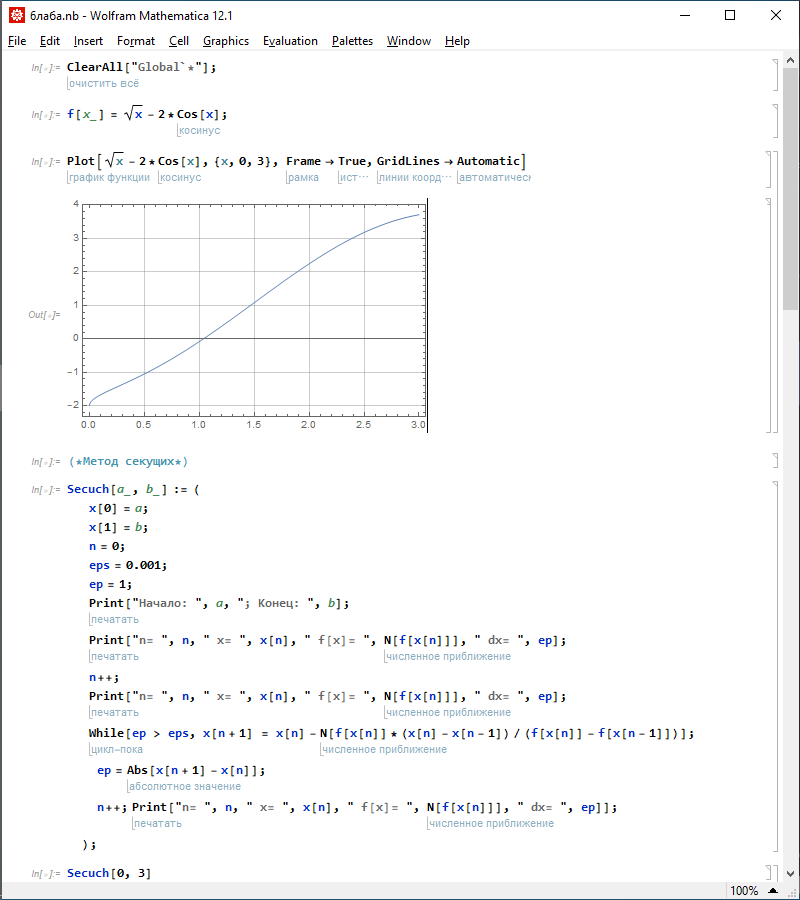 6лаба.nb - Wolfram Mathematica 12.1
File Edit Insert Format Cell Graphics Evaluation Palettes Window Help
In[ ]:= ClearAll["Global`*"];
очистить всё
In[ ]:= f[x_] = √x - 2*Cos[x];
косинус
In[ ]:= Plot[√x - 2*Cos[x], {x, 0, 3}, Frame → True, GridLines → Automatic]
график функции косинус рамка ист⋯ линии коорд⋯ автоматическ
Out[ ]=
4
3
2
1
0
-1
-2
0.0 0.5 1.0 1.5 2.0 2.5 3.0
In[ ]:= (*Метод секущих*)
In[ ]:= Secuch[a_, b_] := (
x[0] = a;
x[1] = b;
n = 0;
eps = 0.001;
ep = 1;
Print["Начало: ", a, "; Конец: ", b];
печатать
Print["n= ", n, " x= ", x[n], " f[x]= ", N[f[x[n]]], " dx= ", ep];
печатать численное приближение
n++;
Print["n= ", n, " x= ", x[n], " f[x]= ", N[f[x[n]]], " dx= ", ep];
печатать численное приближение
While[ep > eps, x[n+1] = x[n] - N[f[x[n]]*(x[n] - x[n-1])/(f[x[n]] - f[x[n-1]])];
цикл-пока численное приближение
ep = Abs[x[n+1] - x[n]];
абсолютное значение
n++; Print["n= ", n, " x= ", x[n], " f[x]= ", N[f[x[n]]], " dx= ", ep]];
печатать численное приближение
);
In[ ]:= Secuch[0, 3]
100%